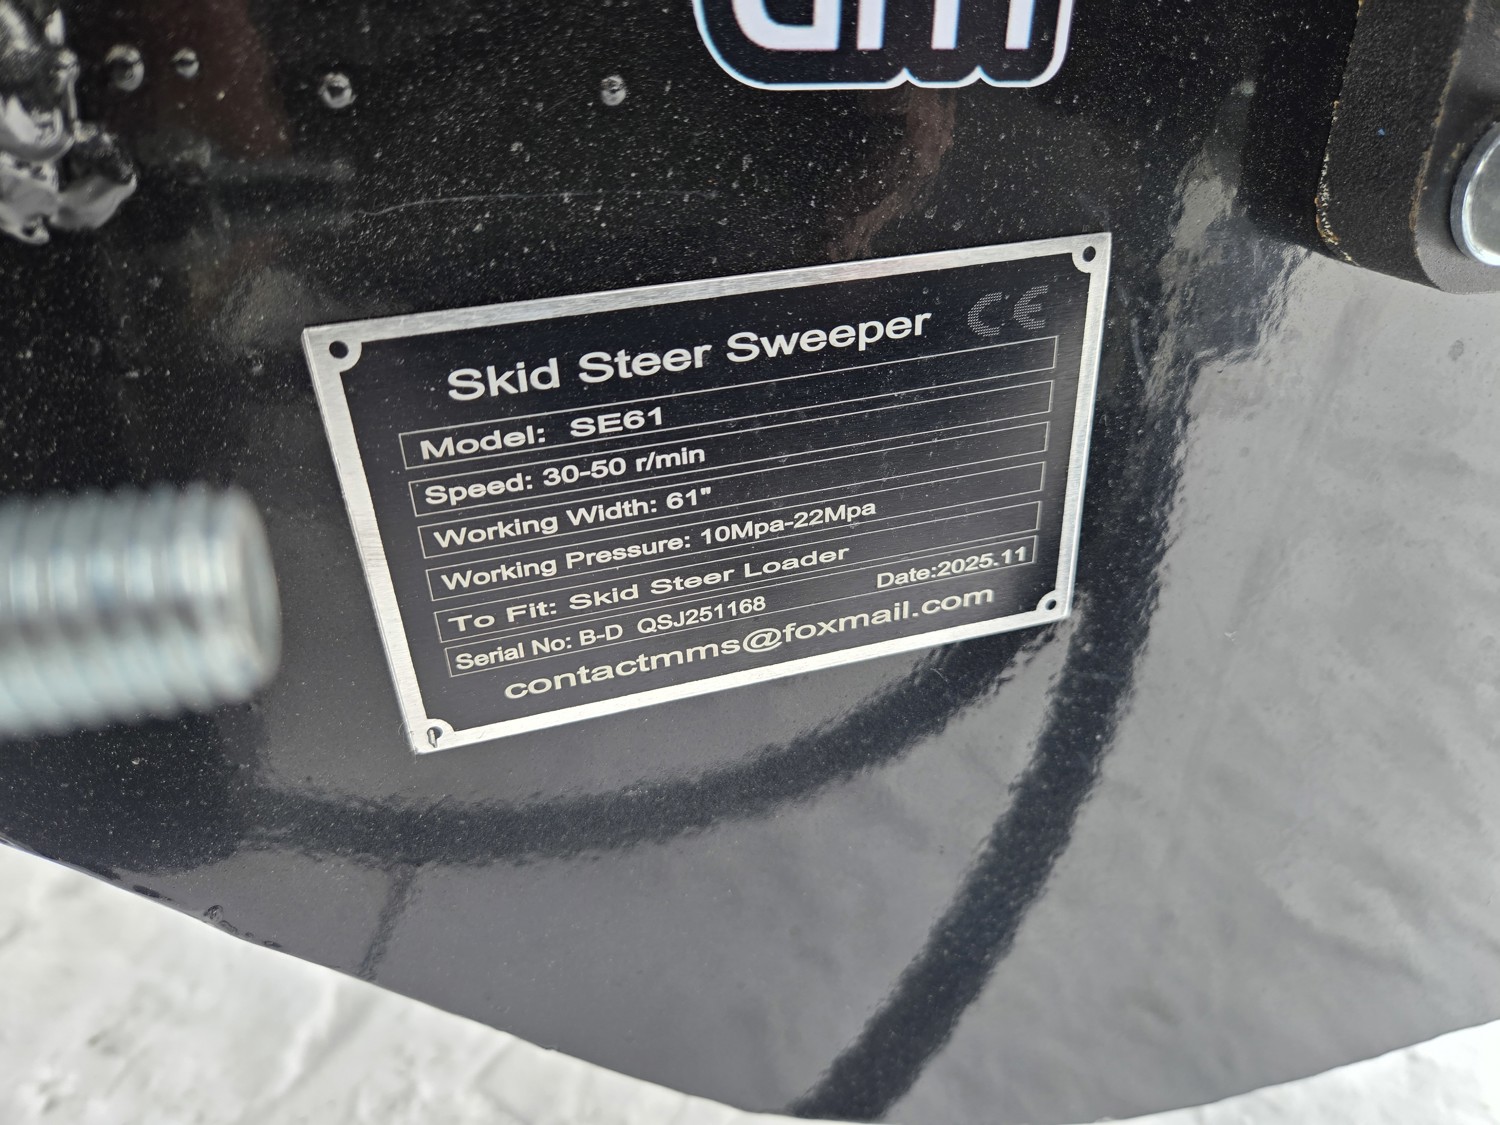 Skid Steer Sweeper CE
Model: SE61
Speed: 30-50 r/min
Working Width: 61"
Working Pressure: 10Mpa-22Mpa
To Fit: Skid Steer Loader
Serial No: B-D QSJ251168 Date:2025.11
contactmms@foxmail.com